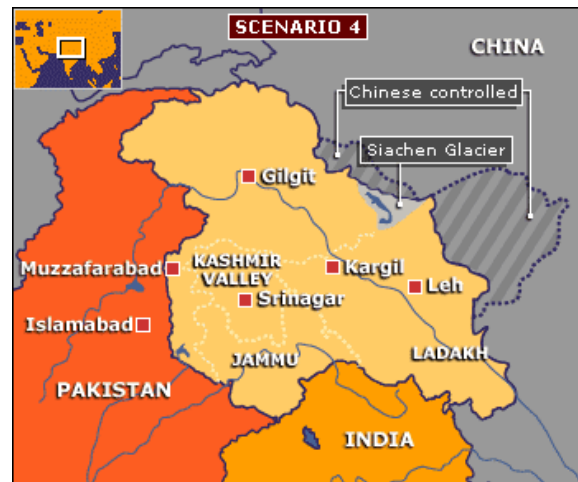 SCENARIO 4
CHINA
Chinese controlled
Siachen Glacier
Gilgit
Muzzafarabad
KASHMIR
VALLEY
Kargil
Leh
Srinagar
Islamabad
JAMMU
LADAKH
PAKISTAN
INDIA